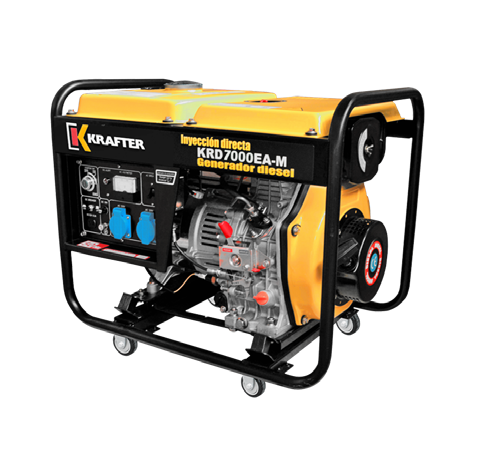 KRAFTER
Inyección directa
KRD7000EA-M
Generador diesel